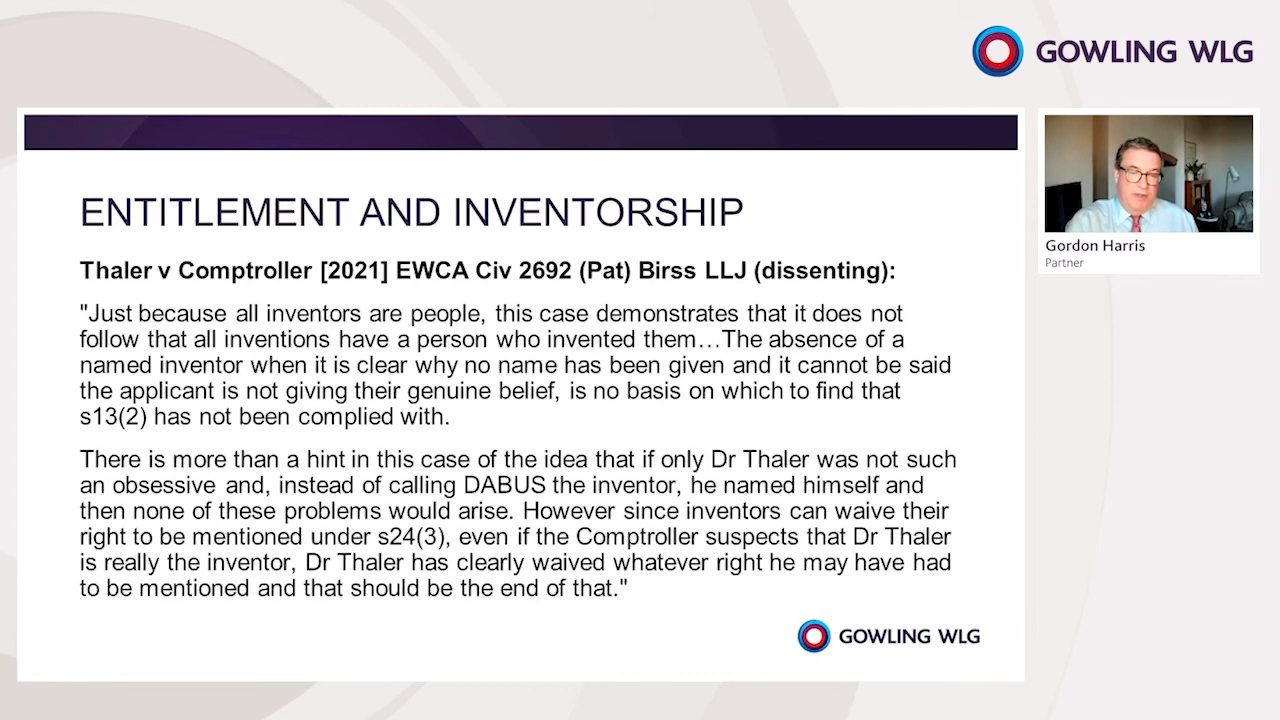 GOWLING WLG
ENTITLEMENT AND INVENTORSHIP
Thaler v Comptroller [2021] EWCA Civ 2692 (Pat) Birss LLJ (dissenting):
"Just because all inventors are people, this case demonstrates that it does not
follow that all inventions have a person who invented them…The absence of a
named inventor when it is clear why no name has been given and it cannot be said
the applicant is not giving their genuine belief, is no basis on which to find that
s13(2) has not been complied with.
There is more than a hint in this case of the idea that if only Dr Thaler was not such
an obsessive and, instead of calling DABUS the inventor, he named himself and
then none of these problems would arise. However since inventors can waive their
right to be mentioned under s24(3), even if the Comptroller suspects that Dr Thaler
is really the inventor, Dr Thaler has clearly waived whatever right he may have had
to be mentioned and that should be the end of that."
GOWLING WLG
Gordon Harris
Partner